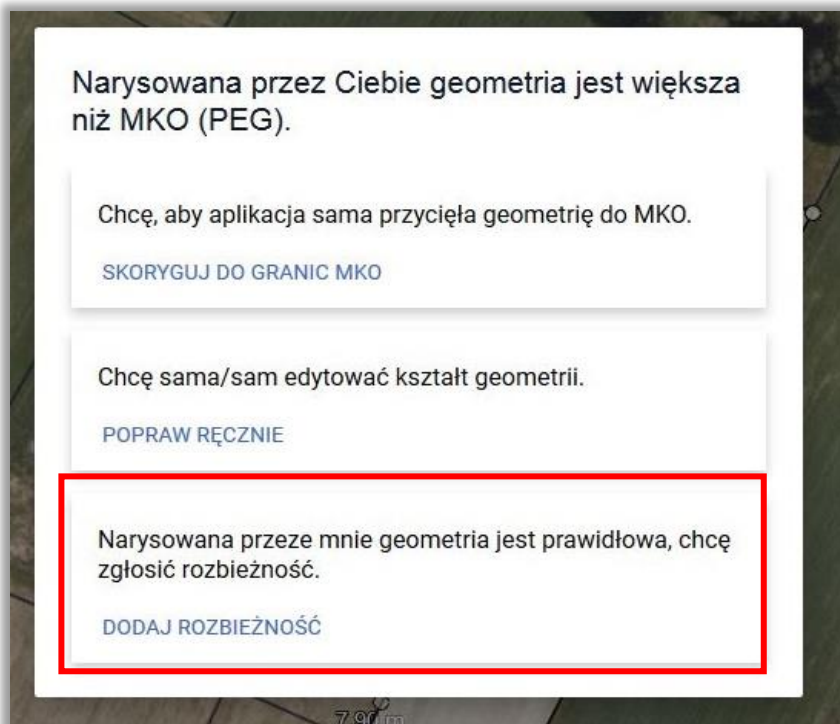 Narysowana przez Ciebie geometria jest większa
niż MKO (PEG).
Chcę, aby aplikacja sama przycięła geometrię do MKO.
SKORYGUJ DO GRANIC MKO
Chcę sama/sam edytować kształt geometrii.
POPRAW RĘCZNIE
Narysowana przeze mnie geometria jest prawidłowa, chcę
zgłosić rozbieżność.
DODAJ ROZBIEŻNOŚĆ
7.90 m